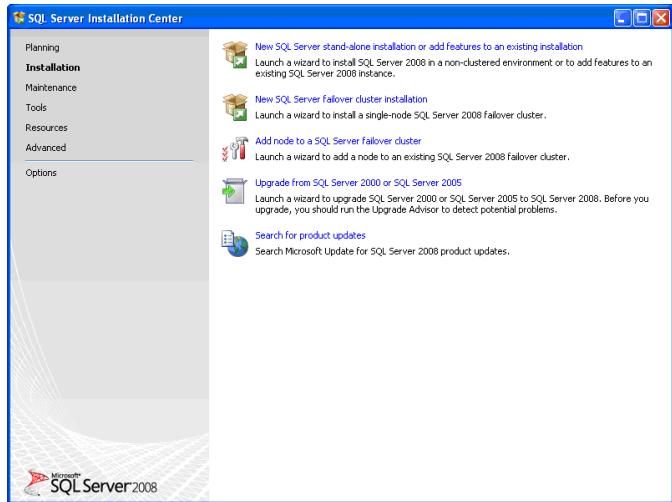 SQL Server Installation Center
Planning
Installation
Maintenance
Tools
Resources
Advanced
Options
New SQL Server stand-alone installation or add features to an existing installation
Launch a wizard to install SQL Server 2008 in a non-clustered environment or to add features to an
existing SQL Server 2008 instance.
New SQL Server failover cluster installation
Launch a wizard to install a single-node SQL Server 2008 failover cluster.
Add node to a SQL Server failover cluster
Launch a wizard to add a node to an existing SQL Server 2008 failover cluster.
Upgrade from SQL Server 2000 or SQL Server 2005
Launch a wizard to upgrade SQL Server 2000 or SQL Server 2005 to SQL Server 2008. Before you
upgrade, you should run the Upgrade Advisor to detect potential problems.
Search for product updates
Search Microsoft Update for SQL Server 2008 product updates.
Microsoft
SQL Server 2008